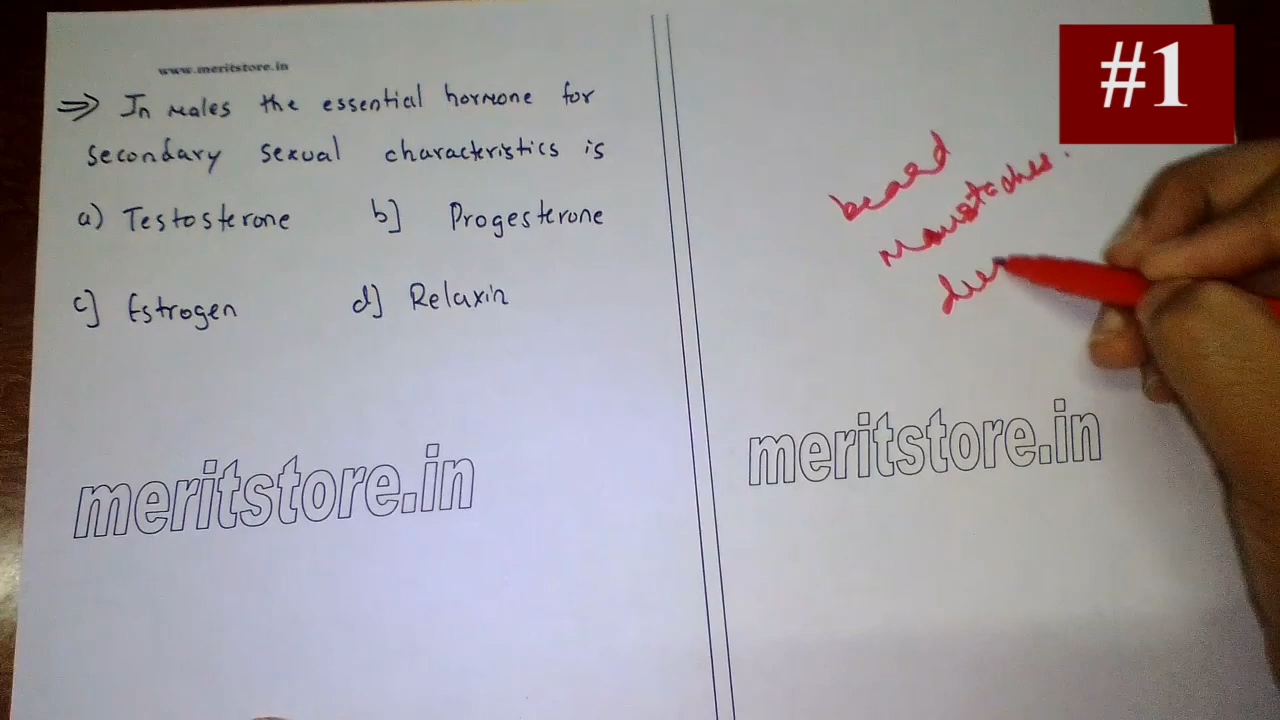 www.meritstore.in
⇒ In males the essential hormone for
secondary sexual characteristics is
a) Testosterone b] Progesterone
c] Estrogen d] Relaxin
meritstore.in
#1
beard
meritstore.in